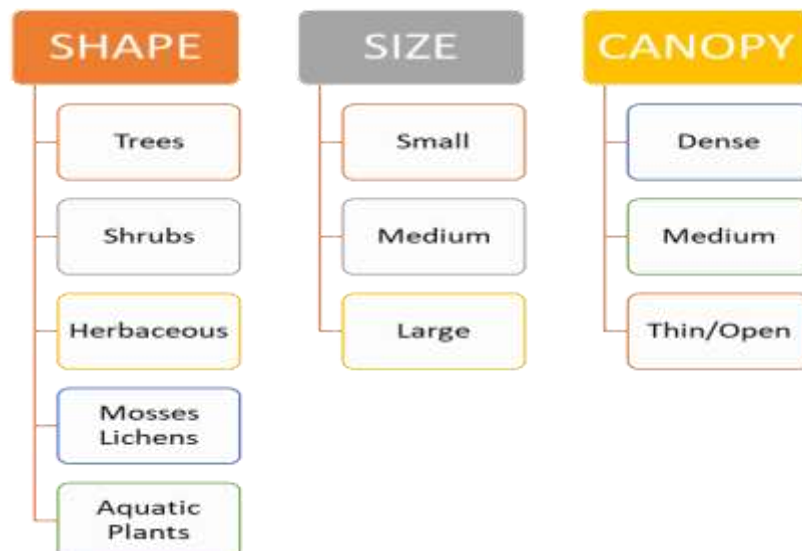 SHAPE
Trees
Shrubs
Herbaceous
Mosses
Lichens
Aquatic
Plants
SIZE
Small
Medium
Large
CANOPY
Dense
Medium
Thin/Open